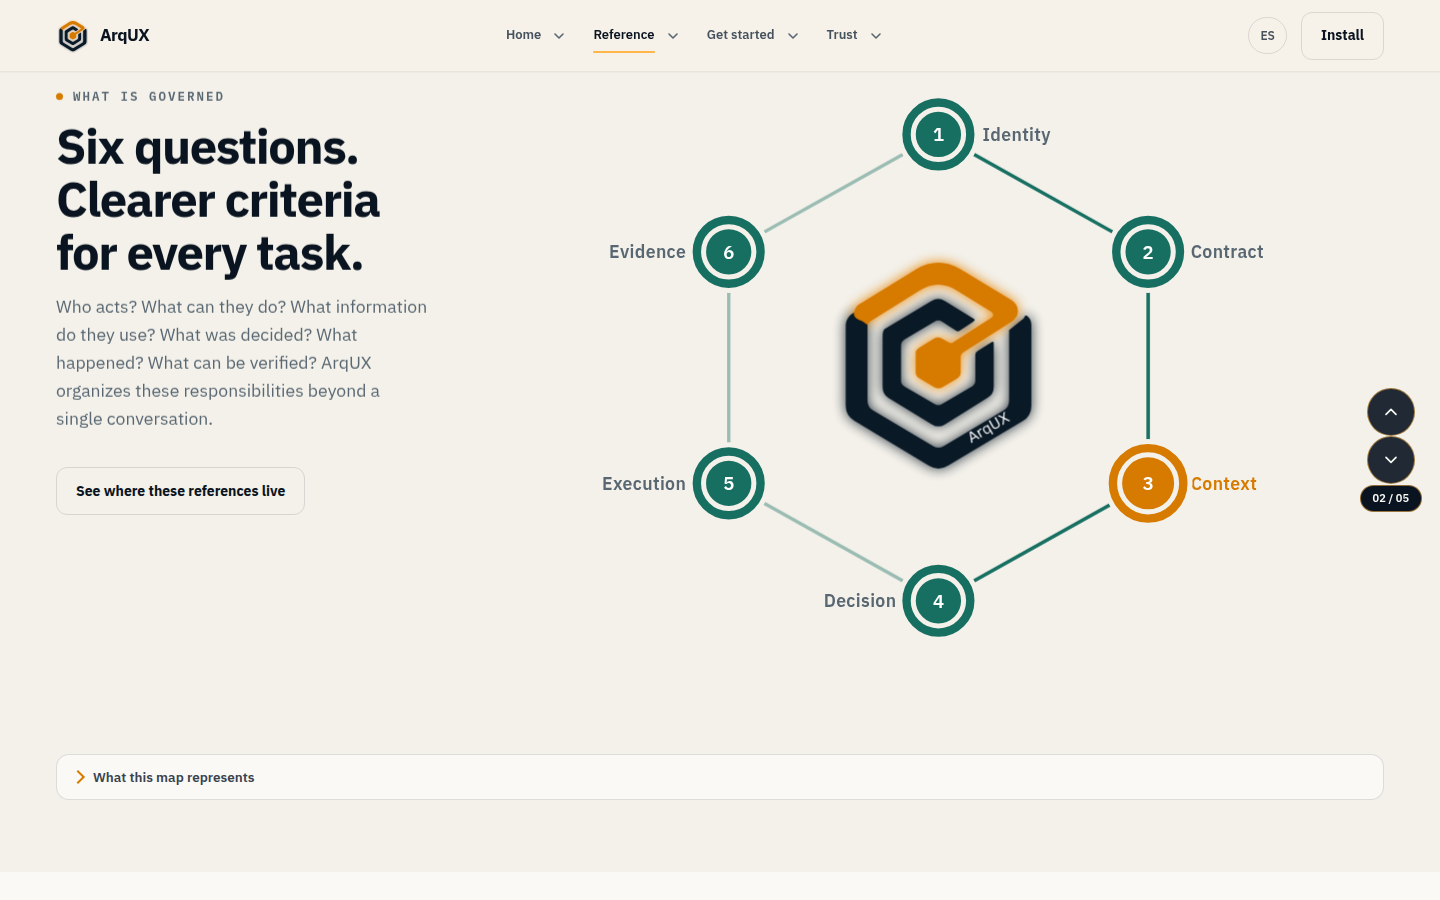 ArqUX
Home
Reference
Get started
Trust
ES
Install
WHAT IS GOVERNED
Six questions.
Clearer criteria
for every task.
Who acts? What can they do? What information
do they use? What was decided? What
happened? What can be verified? ArqUX
organizes these responsibilities beyond a
single conversation.
See where these references live
1 Identity
2 Contract
3 Context
4 Decision
5 Execution
6 Evidence
ArqUX
02 / 05
What this map represents